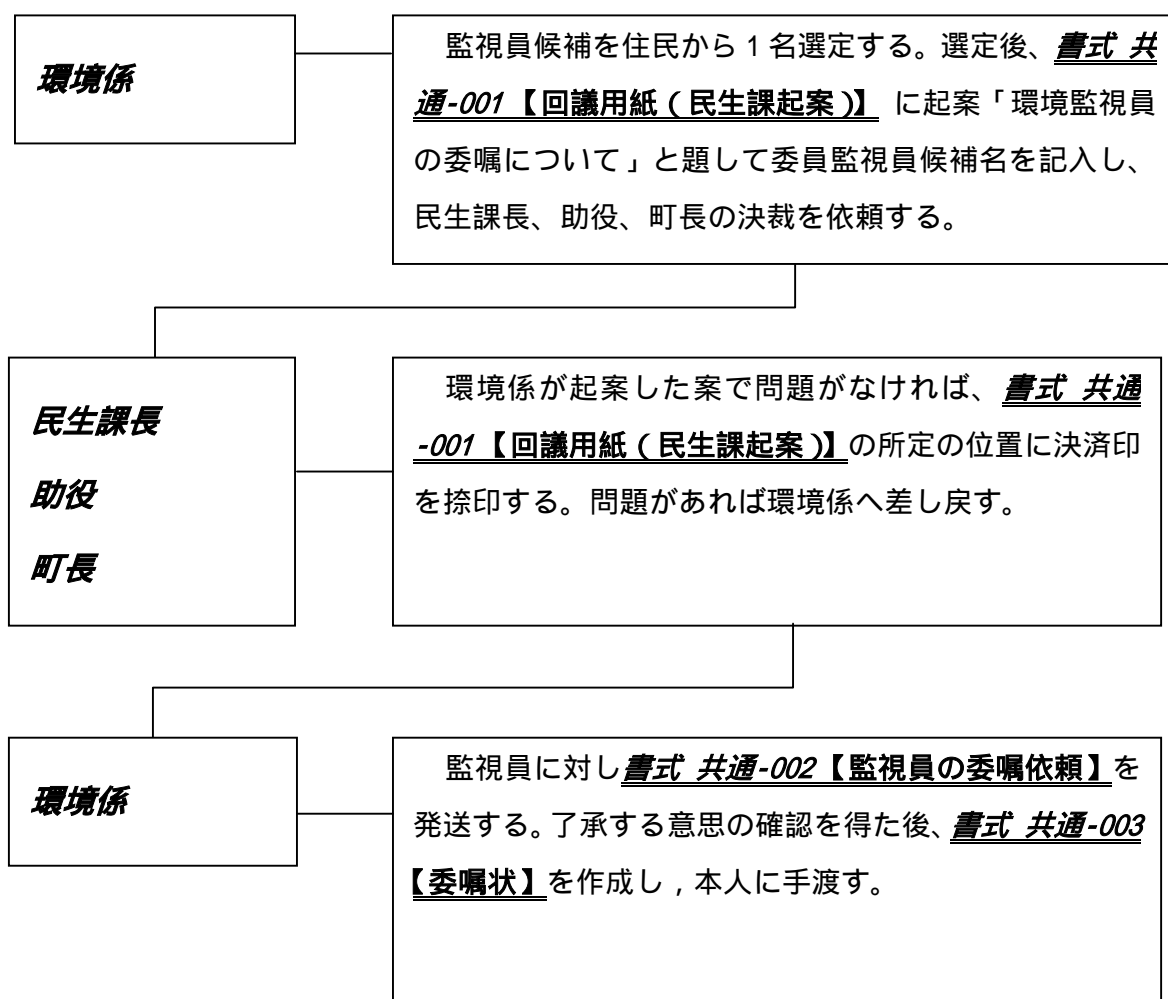 環境係
監視員候補を住民から1名選定する。選定後、書式 共
通-001【回議用紙（民生課起案）】 に起案「環境監視員
の委嘱について」と題して委員監視員候補名を記入し、
民生課長、助役、町長の決裁を依頼する。
民生課長
助役
町長
環境係が起案した案で問題がなければ、書式 共通
-001【回議用紙（民生課起案）】の所定の位置に決済印
を捺印する。問題があれば環境係へ差し戻す。
環境係
監視員に対し書式 共通-002【監視員の委嘱依頼】を
発送する。了承する意思の確認を得た後、書式 共通-003
【委嘱状】を作成し，本人に手渡す。